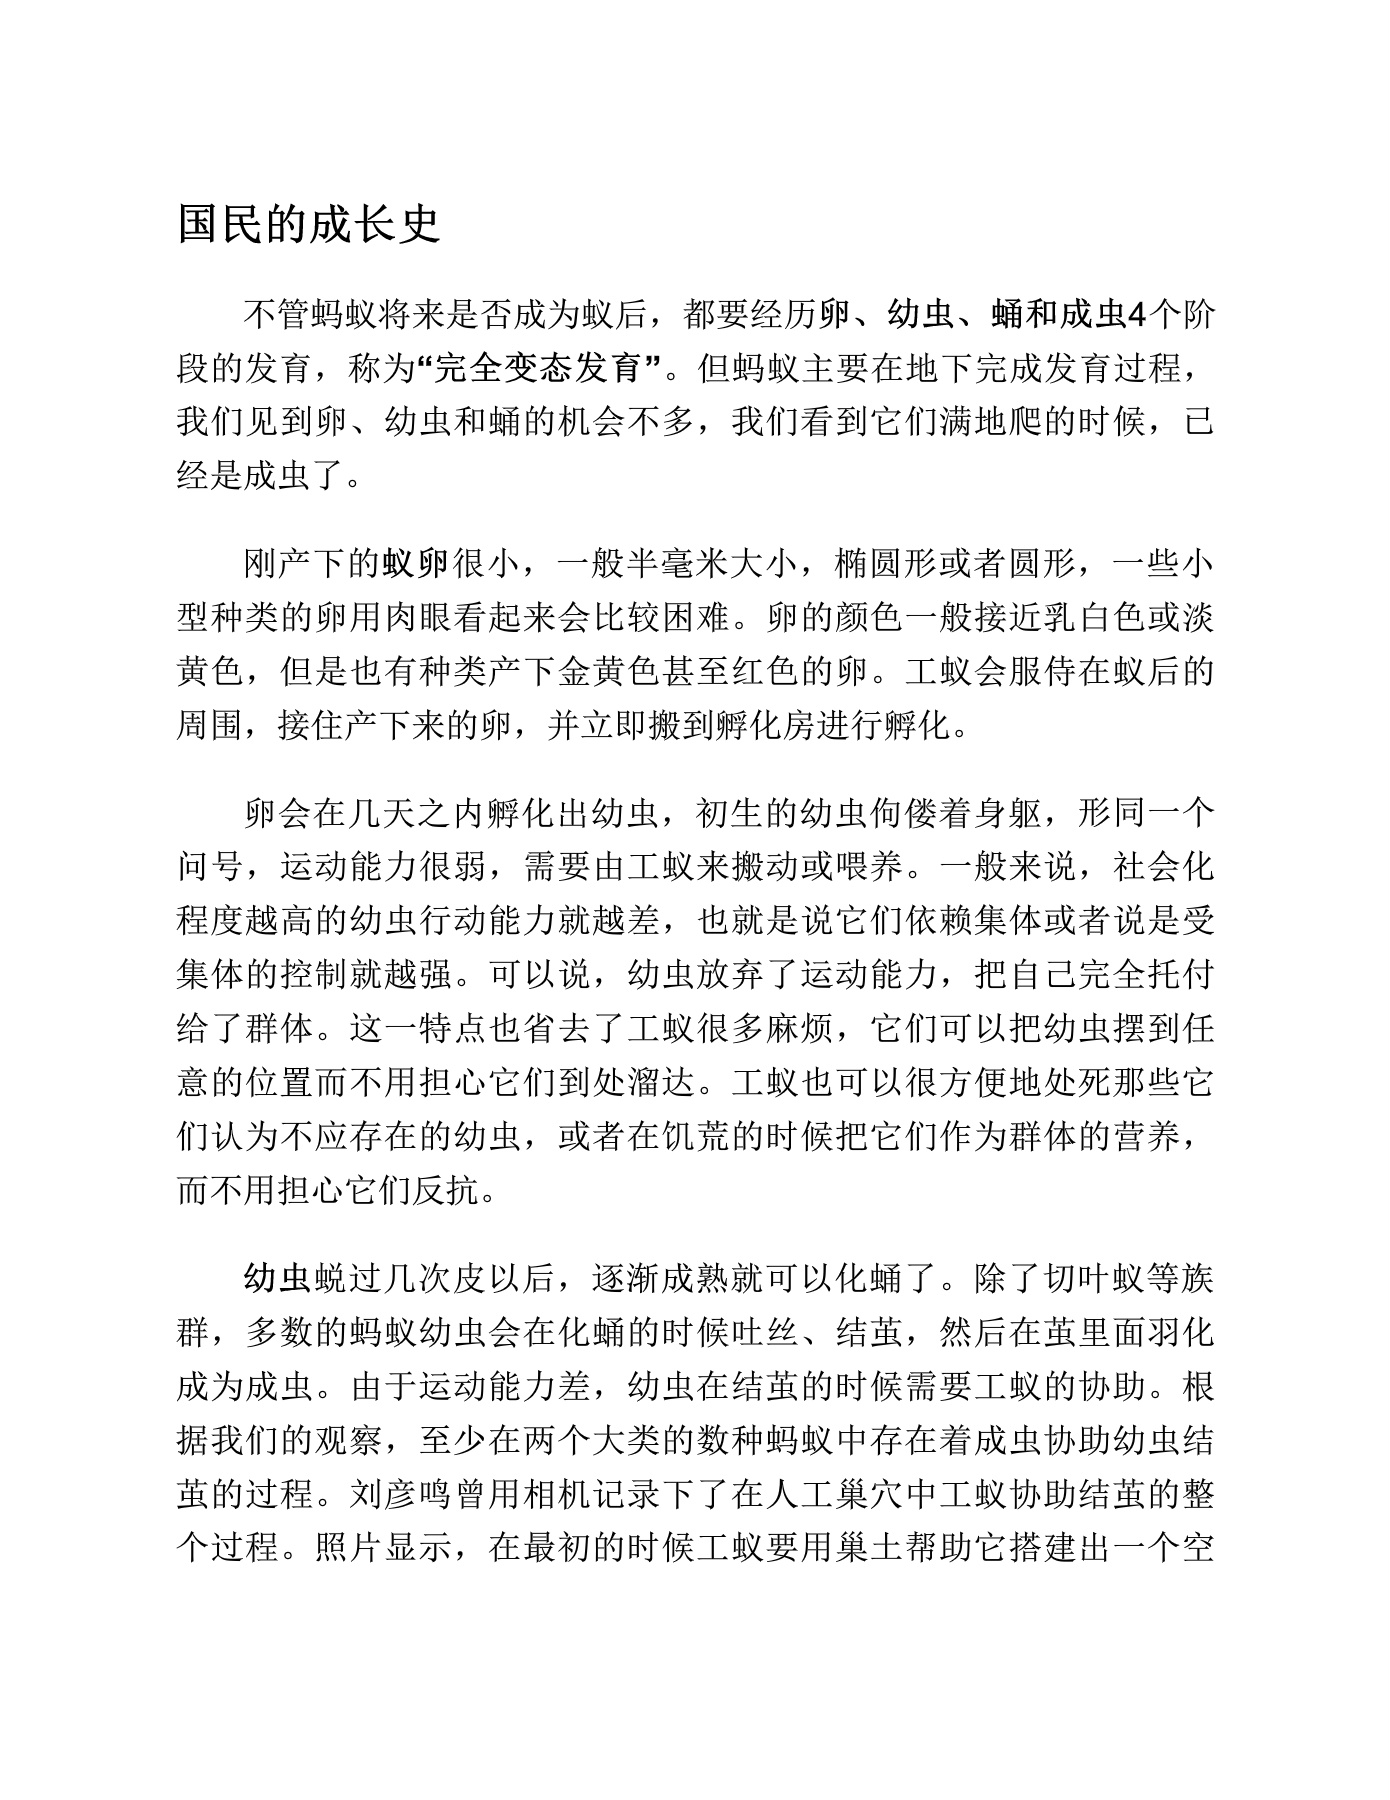 国民的成长史
不管蚂蚁将来是否成为蚁后，都要经历卵、幼虫、蛹和成虫4个阶
段的发育，称为“完全变态发育”。但蚂蚁主要在地下完成发育过程，
我们见到卵、幼虫和蛹的机会不多，我们看到它们满地爬的时候，已
经是成虫了。
刚产下的蚁卵很小，一般半毫米大小，椭圆形或者圆形，一些小
型种类的卵用肉眼看起来会比较困难。卵的颜色一般接近乳白色或淡
黄色，但是也有种类产下金黄色甚至红色的卵。工蚁会服侍在蚁后的
周围，接住产下来的卵，并立即搬到孵化房进行孵化。
卵会在几天之内孵化出幼虫，初生的幼虫佝偻着身躯，形同一个
问号，运动能力很弱，需要由工蚁来搬动或喂养。一般来说，社会化
程度越高的幼虫行动能力就越差，也就是说它们依赖集体或者说是受
集体的控制就越强。可以说，幼虫放弃了运动能力，把自己完全托付
给了群体。这一特点也省去了工蚁很多麻烦，它们可以把幼虫摆到任
意的位置而不用担心它们到处溜达。工蚁也可以很方便地处死那些它
们认为不应存在的幼虫，或者在饥荒的时候把它们作为群体的营养，
而不用担心它们反抗。
幼虫蜕过几次皮以后，逐渐成熟就可以化蛹了。除了切叶蚁等族
群，多数的蚂蚁幼虫会在化蛹的时候吐丝、结茧，然后在茧里面羽化
成为成虫。由于运动能力差，幼虫在结茧的时候需要工蚁的协助。根
据我们的观察，至少在两个大类的数种蚂蚁中存在着成虫协助幼虫结
茧的过程。刘彦鸣曾用相机记录下了在人工巢穴中工蚁协助结茧的整
个过程。照片显示，在最初的时候工蚁要用巢土帮助它搭建出一个空